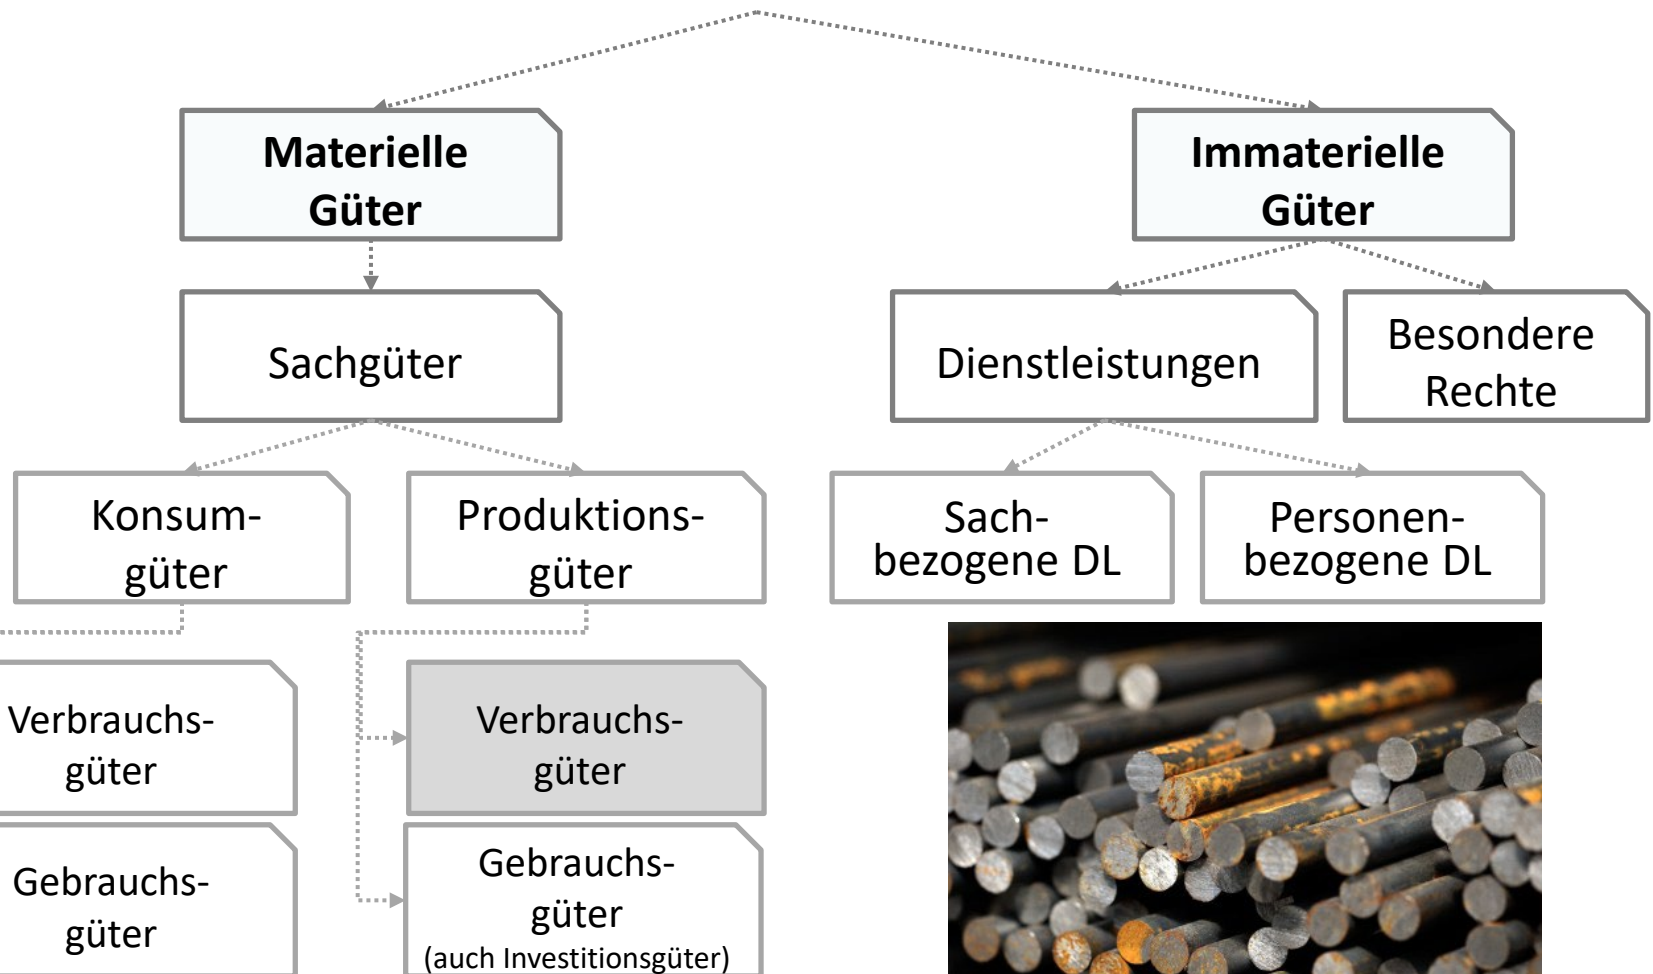 Materielle
Güter
Immaterielle
Güter
Sachgüter
Dienstleistungen
Besondere
Rechte
Konsum-
güter
Produktions-
güter
Sach-
bezogene DL
Personen-
bezogene DL
Verbrauchs-
güter
Verbrauchs-
güter
Gebrauchs-
güter
Gebrauchs-
güter
(auch Investitionsgüter)